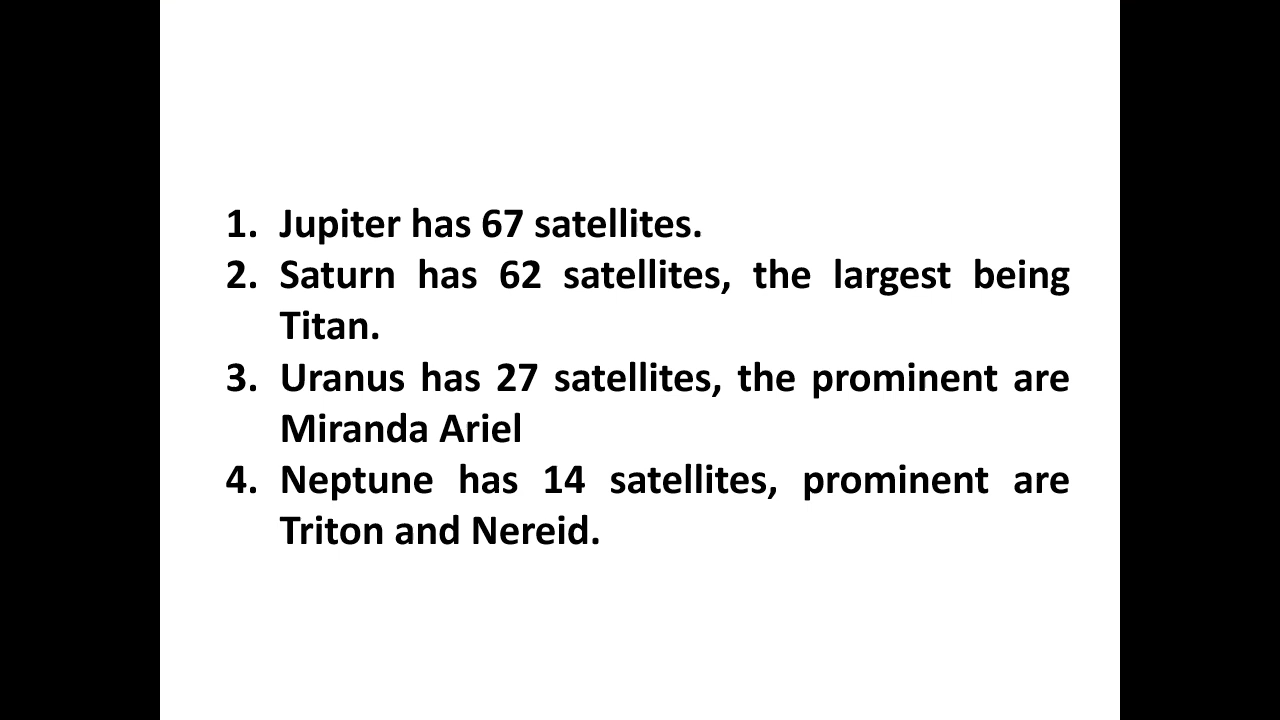 1. Jupiter has 67 satellites.
2. Saturn has 62 satellites, the largest being
Titan.
3. Uranus has 27 satellites, the prominent are
Miranda Ariel
4. Neptune has 14 satellites, prominent are
Triton and Nereid.